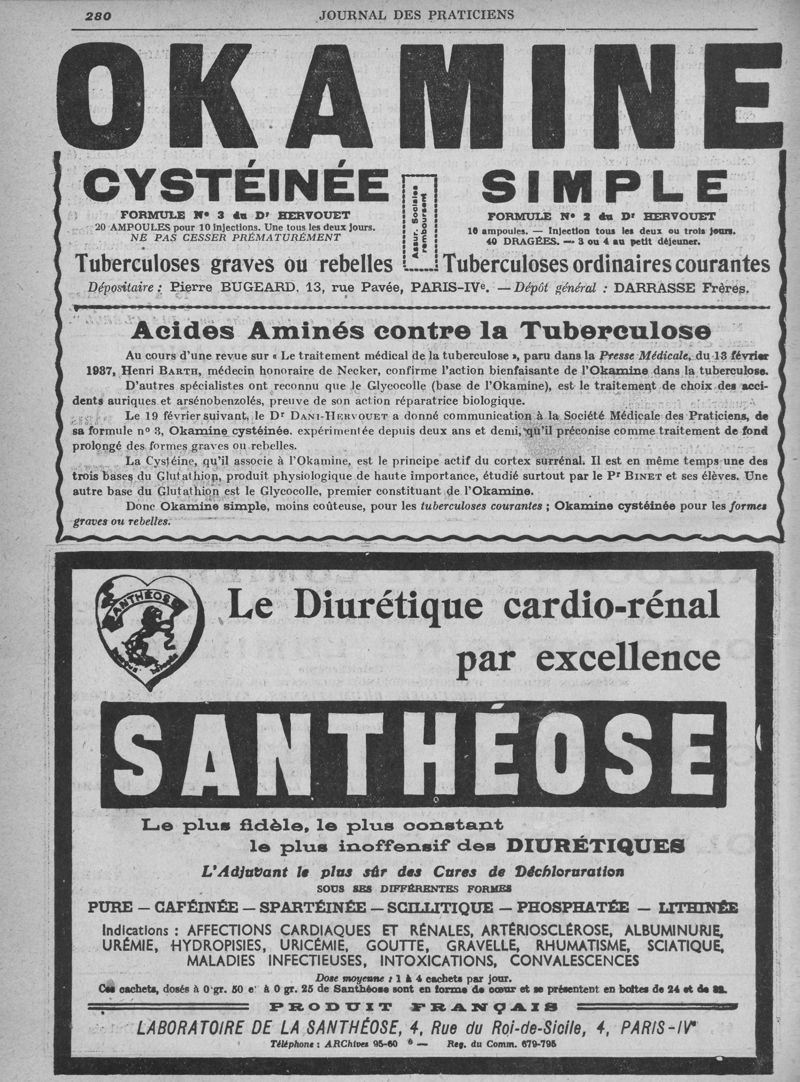 280
JOURNAL DES PRATICIENS
OKAMINE
CYSTÉINÉE
FORMULE Nº 3 du Dr HERVOUET
20 AMPOULES pour 10 injections. Une tous les deux jours.
NE PAS CESSER PRÉMATURÉMENT
Tuberculoses graves ou rebelles
Assur. Sociales
remboursent
SIMPLE
FORMULE Nº 2 du Dr HERVOUET
10 ampoules. — Injection tous les deux ou trois jours.
40 DRAGÉES. — 3 ou 4 au petit déjeuner.
Tuberculoses ordinaires courantes
Dépositaire : Pierre BUGEARD. 13, rue Pavée, PARIS-IVe. — Dépôt général : DARRASSE Frères.
Acides Aminés contre la Tuberculose
Au cours d'une revue sur « Le traitement médical de la tuberculose », paru dans la Presse Médicale, du 13 février
1937, Henri BARTH, médecin honoraire de Necker, confirme l'action bienfaisante de l'Okamine dans la tuberculose.
D'autres spécialistes ont reconnu que le Glycocolle (base de l'Okamine), est le traitement de choix des acci-
dents auriques et arsénobenzolés, preuve de son action réparatrice biologique.
Le 19 février suivant, le Dr DANI-HERVOUET a donné communication à la Société Médicale des Praticiens, de
sa formule nº 3, Okamine cystéinée. expérimentée depuis deux ans et demi, qu'il préconise comme traitement de fond
prolongé des formes graves ou rebelles.
La Cystéine, qu'il associe à l'Okamine, est le principe actif du cortex surrénal. Il est en même temps une des
trois bases du Glutathion, produit physiologique de haute importance, étudié surtout par le Pr BINET et ses élèves. Une
autre base du Glutathion est le Glycocolle, premier constituant de l'Okamine.
Donc Okamine simple, moins coûteuse, pour les tuberculoses courantes ; Okamine cystéinée pour les formes
graves ou rebelles.
SANTHÉOSE
Le Diurétique cardio-rénal
par excellence
SANTHÉOSE
Le plus fidèle, le plus constant
le plus inoffensif des DIURÉTIQUES
L'Adjuvant le plus sûr des Cures de Déchloruration
SOUS SES DIFFÉRENTES FORMES
PURE — CAFÉINÉE — SPARTÉINÉE — SCILLITIQUE — PHOSPHATÉE — LITHINÉE
Indications : AFFECTIONS CARDIAQUES ET RÉNALES, ARTÉRIOSCLÉROSE, ALBUMINURIE,
URÉMIE, HYDROPISIES, URICÉMIE, GOUTTE, GRAVELLE, RHUMATISME, SCIATIQUE,
MALADIES INFECTIEUSES, INTOXICATIONS, CONVALESCENCES
Dose moyenne : 1 à 4 cachets par jour.
Ces cachets, dosés à 0 gr. 50 et à 0 gr. 25 de Santhéose sont en forme de cœur et se présentent en boîtes de 24 et de 32.
PRODUIT FRANÇAIS
LABORATOIRE DE LA SANTHÉOSE, 4, Rue du Roi-de-Sicile, 4, PARIS-IVe
Téléphone : ARChives 95-60 — Reg. du Comm. 679-795